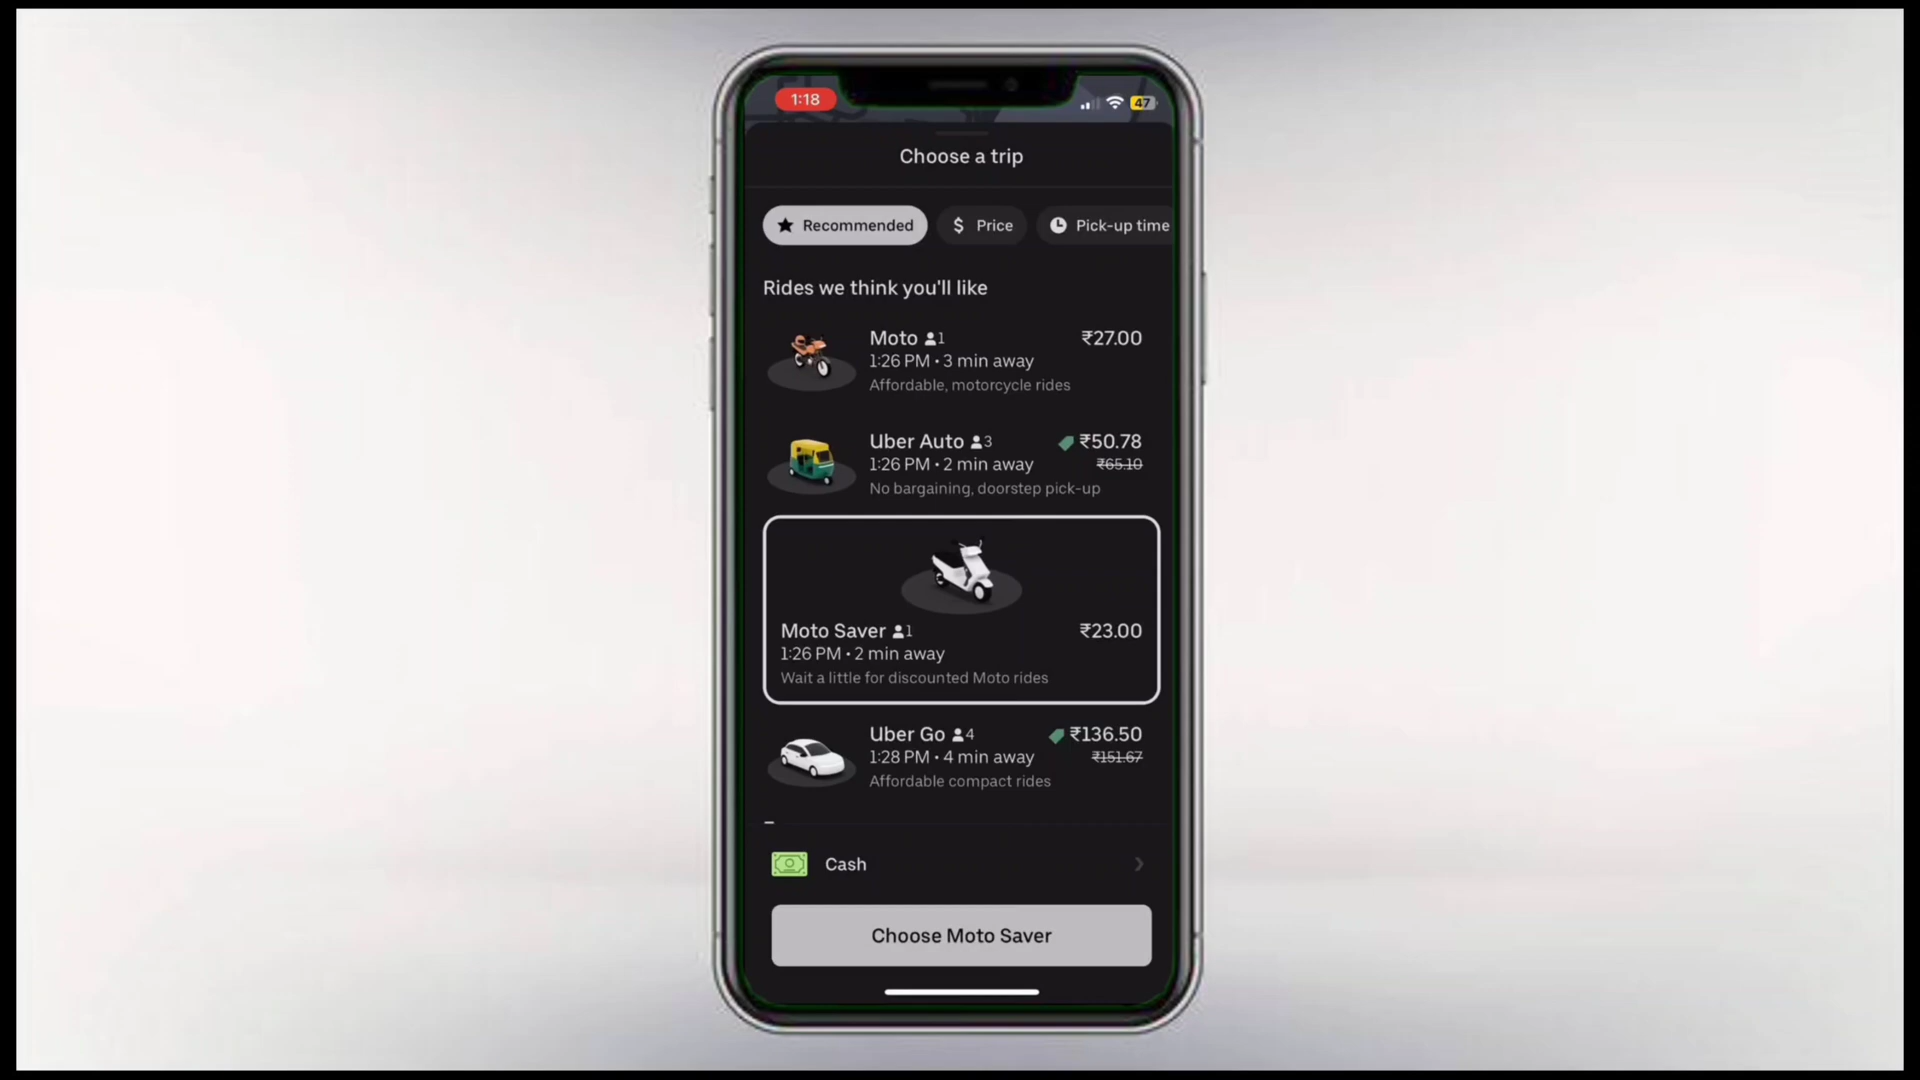 1:18
47
Choose a trip
Recommended
$ Price
Pick-up time
Rides we think you'll like
Moto 1
₹27.00
1:26 PM • 3 min away
Affordable, motorcycle rides
Uber Auto 3
₹50.78
1:26 PM • 2 min away
₹65.10
No bargaining, doorstep pick-up
Moto Saver 1
₹23.00
1:26 PM • 2 min away
Wait a little for discounted Moto rides
Uber Go 4
₹136.50
1:28 PM • 4 min away
₹151.67
Affordable compact rides
Cash
Choose Moto Saver